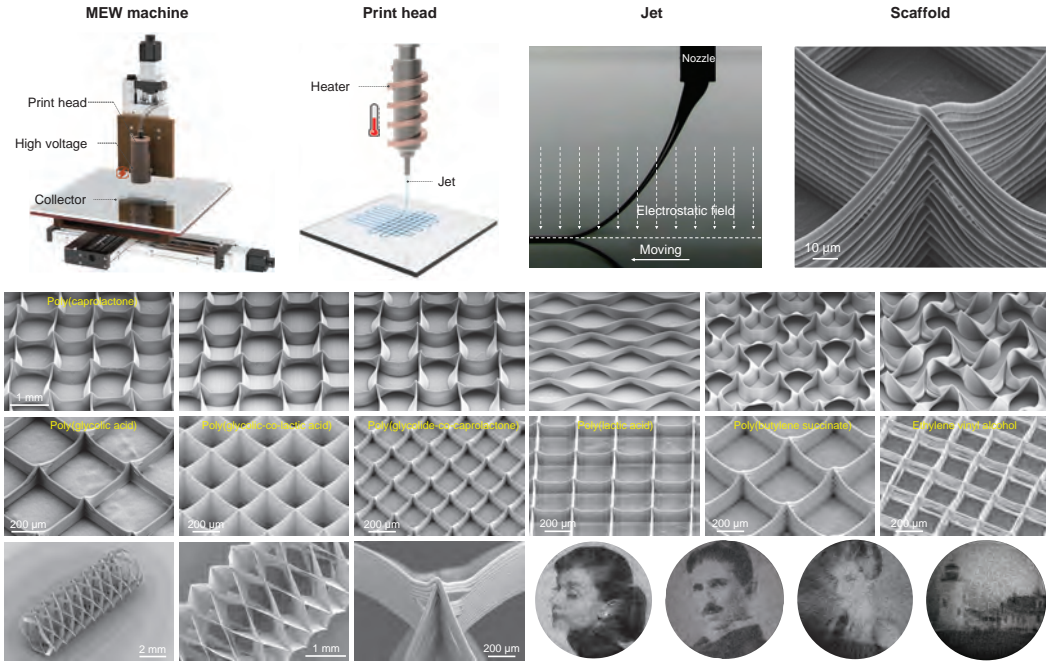 MEW machine
Print head
Jet
Scaffold
Print head
High voltage
Collector
Heater
Jet
Nozzle
Electrostatic field
Moving
10 µm
Poly(caprolactone)
1 mm
Poly(glycolic acid)
Poly(glycolic-co-lactic acid)
Poly(glycolide-co-caprolactone)
Poly(lactic acid)
Poly(butylene succinate)
Ethylene vinyl alcohol
200 µm
200 µm
200 µm
200 µm
200 µm
200 µm
2 mm
1 mm
200 µm